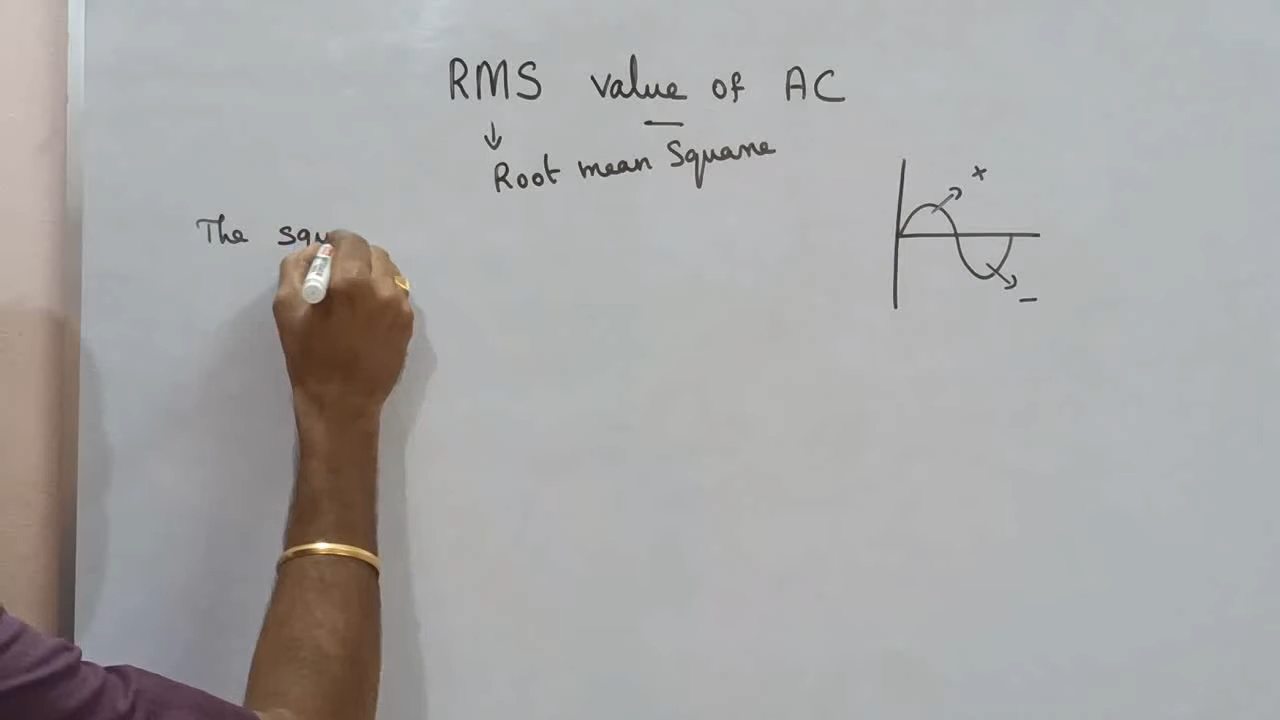 RMS value of AC
↓
Root mean Square
+
The squ
-